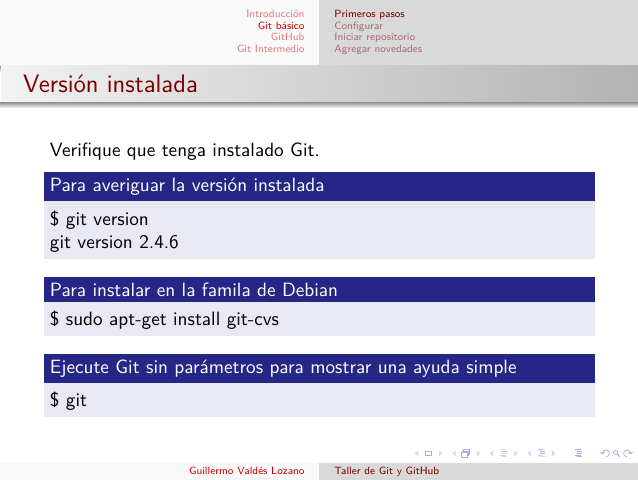 Introducción
Git básico
GitHub
Git Intermedio
Primeros pasos
Configurar
Iniciar repositorio
Agregar novedades
Versión instalada
Verifique que tenga instalado Git.
Para averiguar la versión instalada
$ git version
git version 2.4.6
Para instalar en la famila de Debian
$ sudo apt-get install git-cvs
Ejecute Git sin parámetros para mostrar una ayuda simple
$ git
Guillermo Valdés Lozano
Taller de Git y GitHub